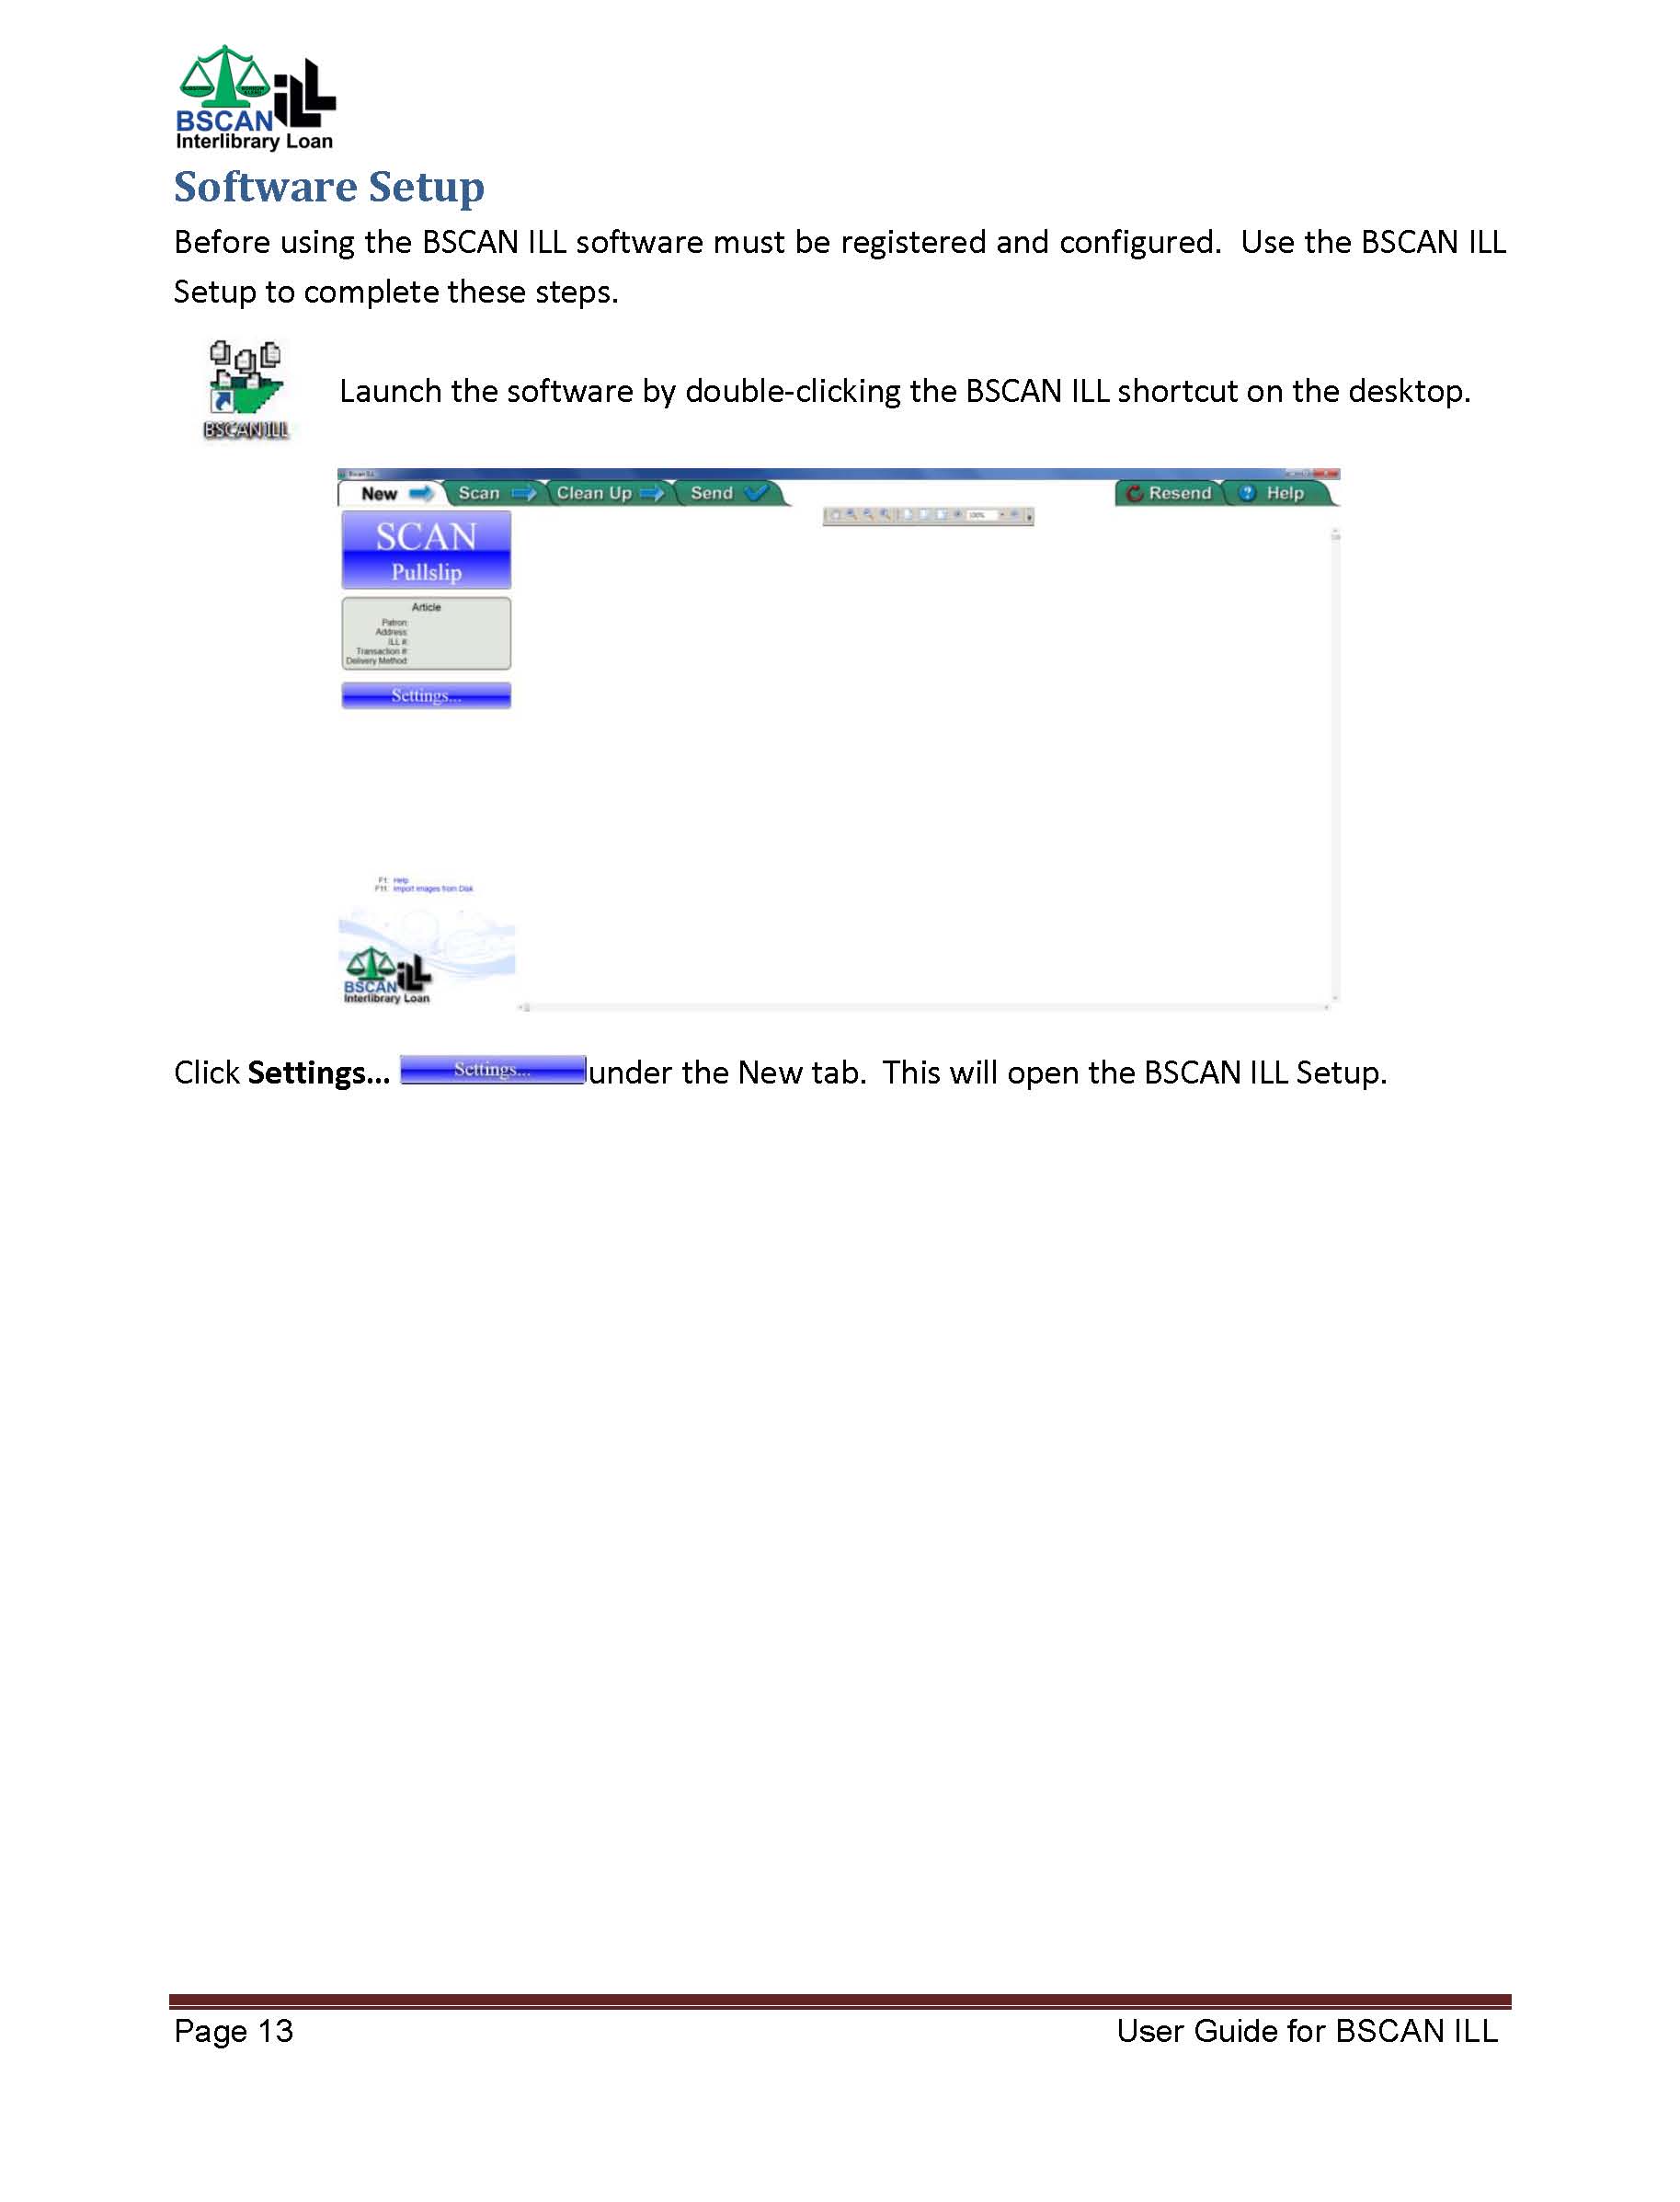 BSCAN ILL
Interlibrary Loan
Software Setup
Before using the BSCAN ILL software must be registered and configured.  Use the BSCAN ILL
Setup to complete these steps.
BSCAN ILL
Launch the software by double-clicking the BSCAN ILL shortcut on the desktop.
Bscan ILL
New Scan Clean Up Send Resend ? Help
100%
SCAN
Pullslip
Article
Patron:
Address:
ILL #:
Transaction #:
Delivery Method:
Settings...
F1: Help
F11: Import images from Disk
BSCAN ILL
Interlibrary Loan
Click Settings... Settings... under the New tab.  This will open the BSCAN ILL Setup.
Page 13 User Guide for BSCAN ILL